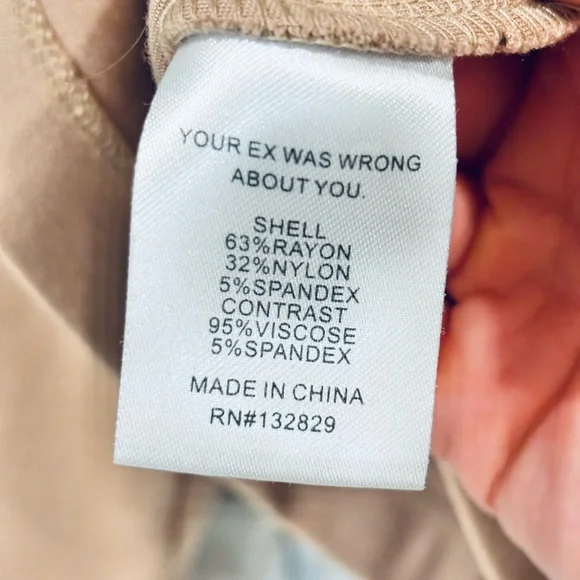 YOUR EX WAS WRONG
ABOUT YOU.
SHELL
63%RAYON
32%NYLON
5%SPANDEX
CONTRAST
95%VISCOSE
5%SPANDEX
MADE IN CHINA
RN#132829